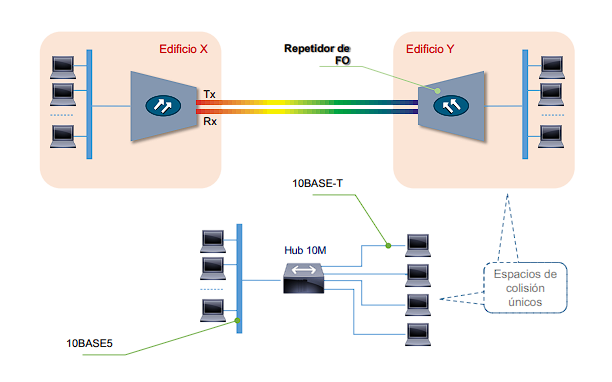 Edificio X
Repetidor de
FO
Edificio Y
Tx
Rx
10BASE-T
Hub 10M
Espacios de
colisión
únicos
10BASE5